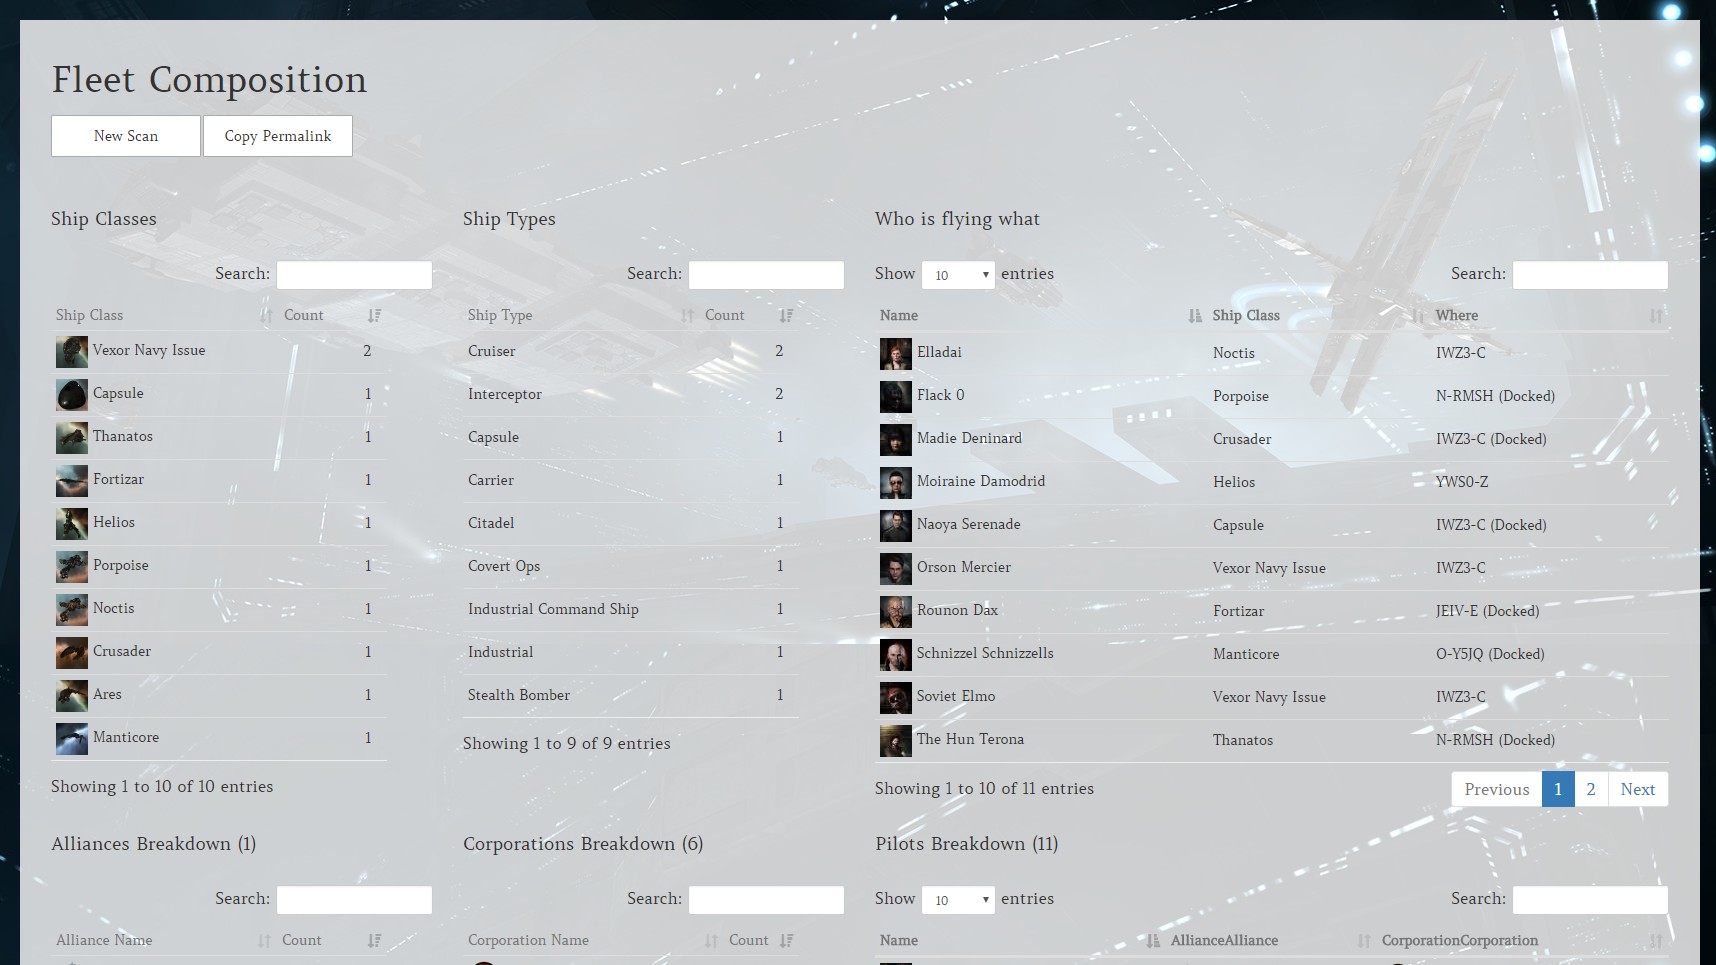 Fleet Composition
New Scan
Copy Permalink
Ship Classes
Search:
Ship Class Count
Vexor Navy Issue 2
Capsule 1
Thanatos 1
Fortizar 1
Helios 1
Porpoise 1
Noctis 1
Crusader 1
Ares 1
Manticore 1
Showing 1 to 10 of 10 entries
Ship Types
Search:
Ship Type Count
Cruiser 2
Interceptor 2
Capsule 1
Carrier 1
Citadel 1
Covert Ops 1
Industrial Command Ship 1
Industrial 1
Stealth Bomber 1
Showing 1 to 9 of 9 entries
Who is flying what
Show 10 entries Search:
Name Ship Class Where
Elladai Noctis IWZ3-C
Flack 0 Porpoise N-RMSH (Docked)
Madie Deninard Crusader IWZ3-C (Docked)
Moiraine Damodrid Helios YWS0-Z
Naoya Serenade Capsule IWZ3-C (Docked)
Orson Mercier Vexor Navy Issue IWZ3-C
Rounon Dax Fortizar JEIV-E (Docked)
Schnizzel Schnizzells Manticore O-Y5JQ (Docked)
Soviet Elmo Vexor Navy Issue IWZ3-C
The Hun Terona Thanatos N-RMSH (Docked)
Showing 1 to 10 of 11 entries Previous 1 2 Next
Alliances Breakdown (1)
Search:
Alliance Name Count
Corporations Breakdown (6)
Search:
Corporation Name Count
Pilots Breakdown (11)
Show 10 entries Search:
Name AllianceAlliance CorporationCorporation